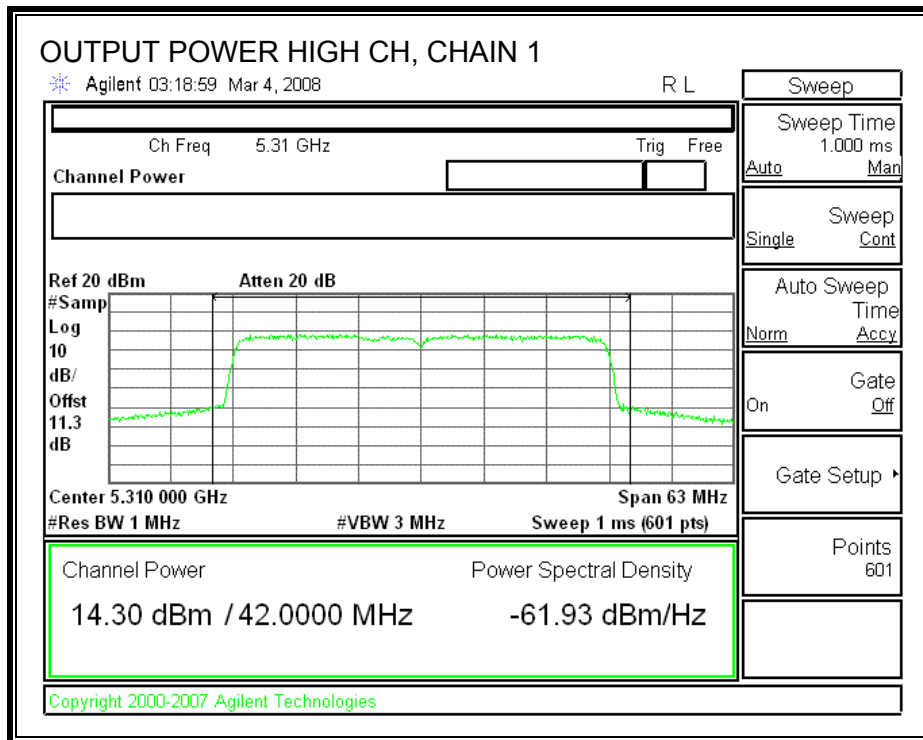 OUTPUT POWER HIGH CH, CHAIN 1
Agilent 03:18:59 Mar 4, 2008 R L
Ch Freq 5.31 GHz Trig Free
Channel Power
Ref 20 dBm Atten 20 dB
#Samp
Log
10
dB/
Offst
11.3
dB
Center 5.310 000 GHz Span 63 MHz
#Res BW 1 MHz #VBW 3 MHz Sweep 1 ms (601 pts)
Channel Power Power Spectral Density
14.30 dBm / 42.0000 MHz -61.93 dBm/Hz
Copyright 2000-2007 Agilent Technologies
Sweep
Sweep Time
1.000 ms
Auto Man
Sweep
Single Cont
Auto Sweep
Time
Norm Accy
Gate
On Off
Gate Setup
Points
601